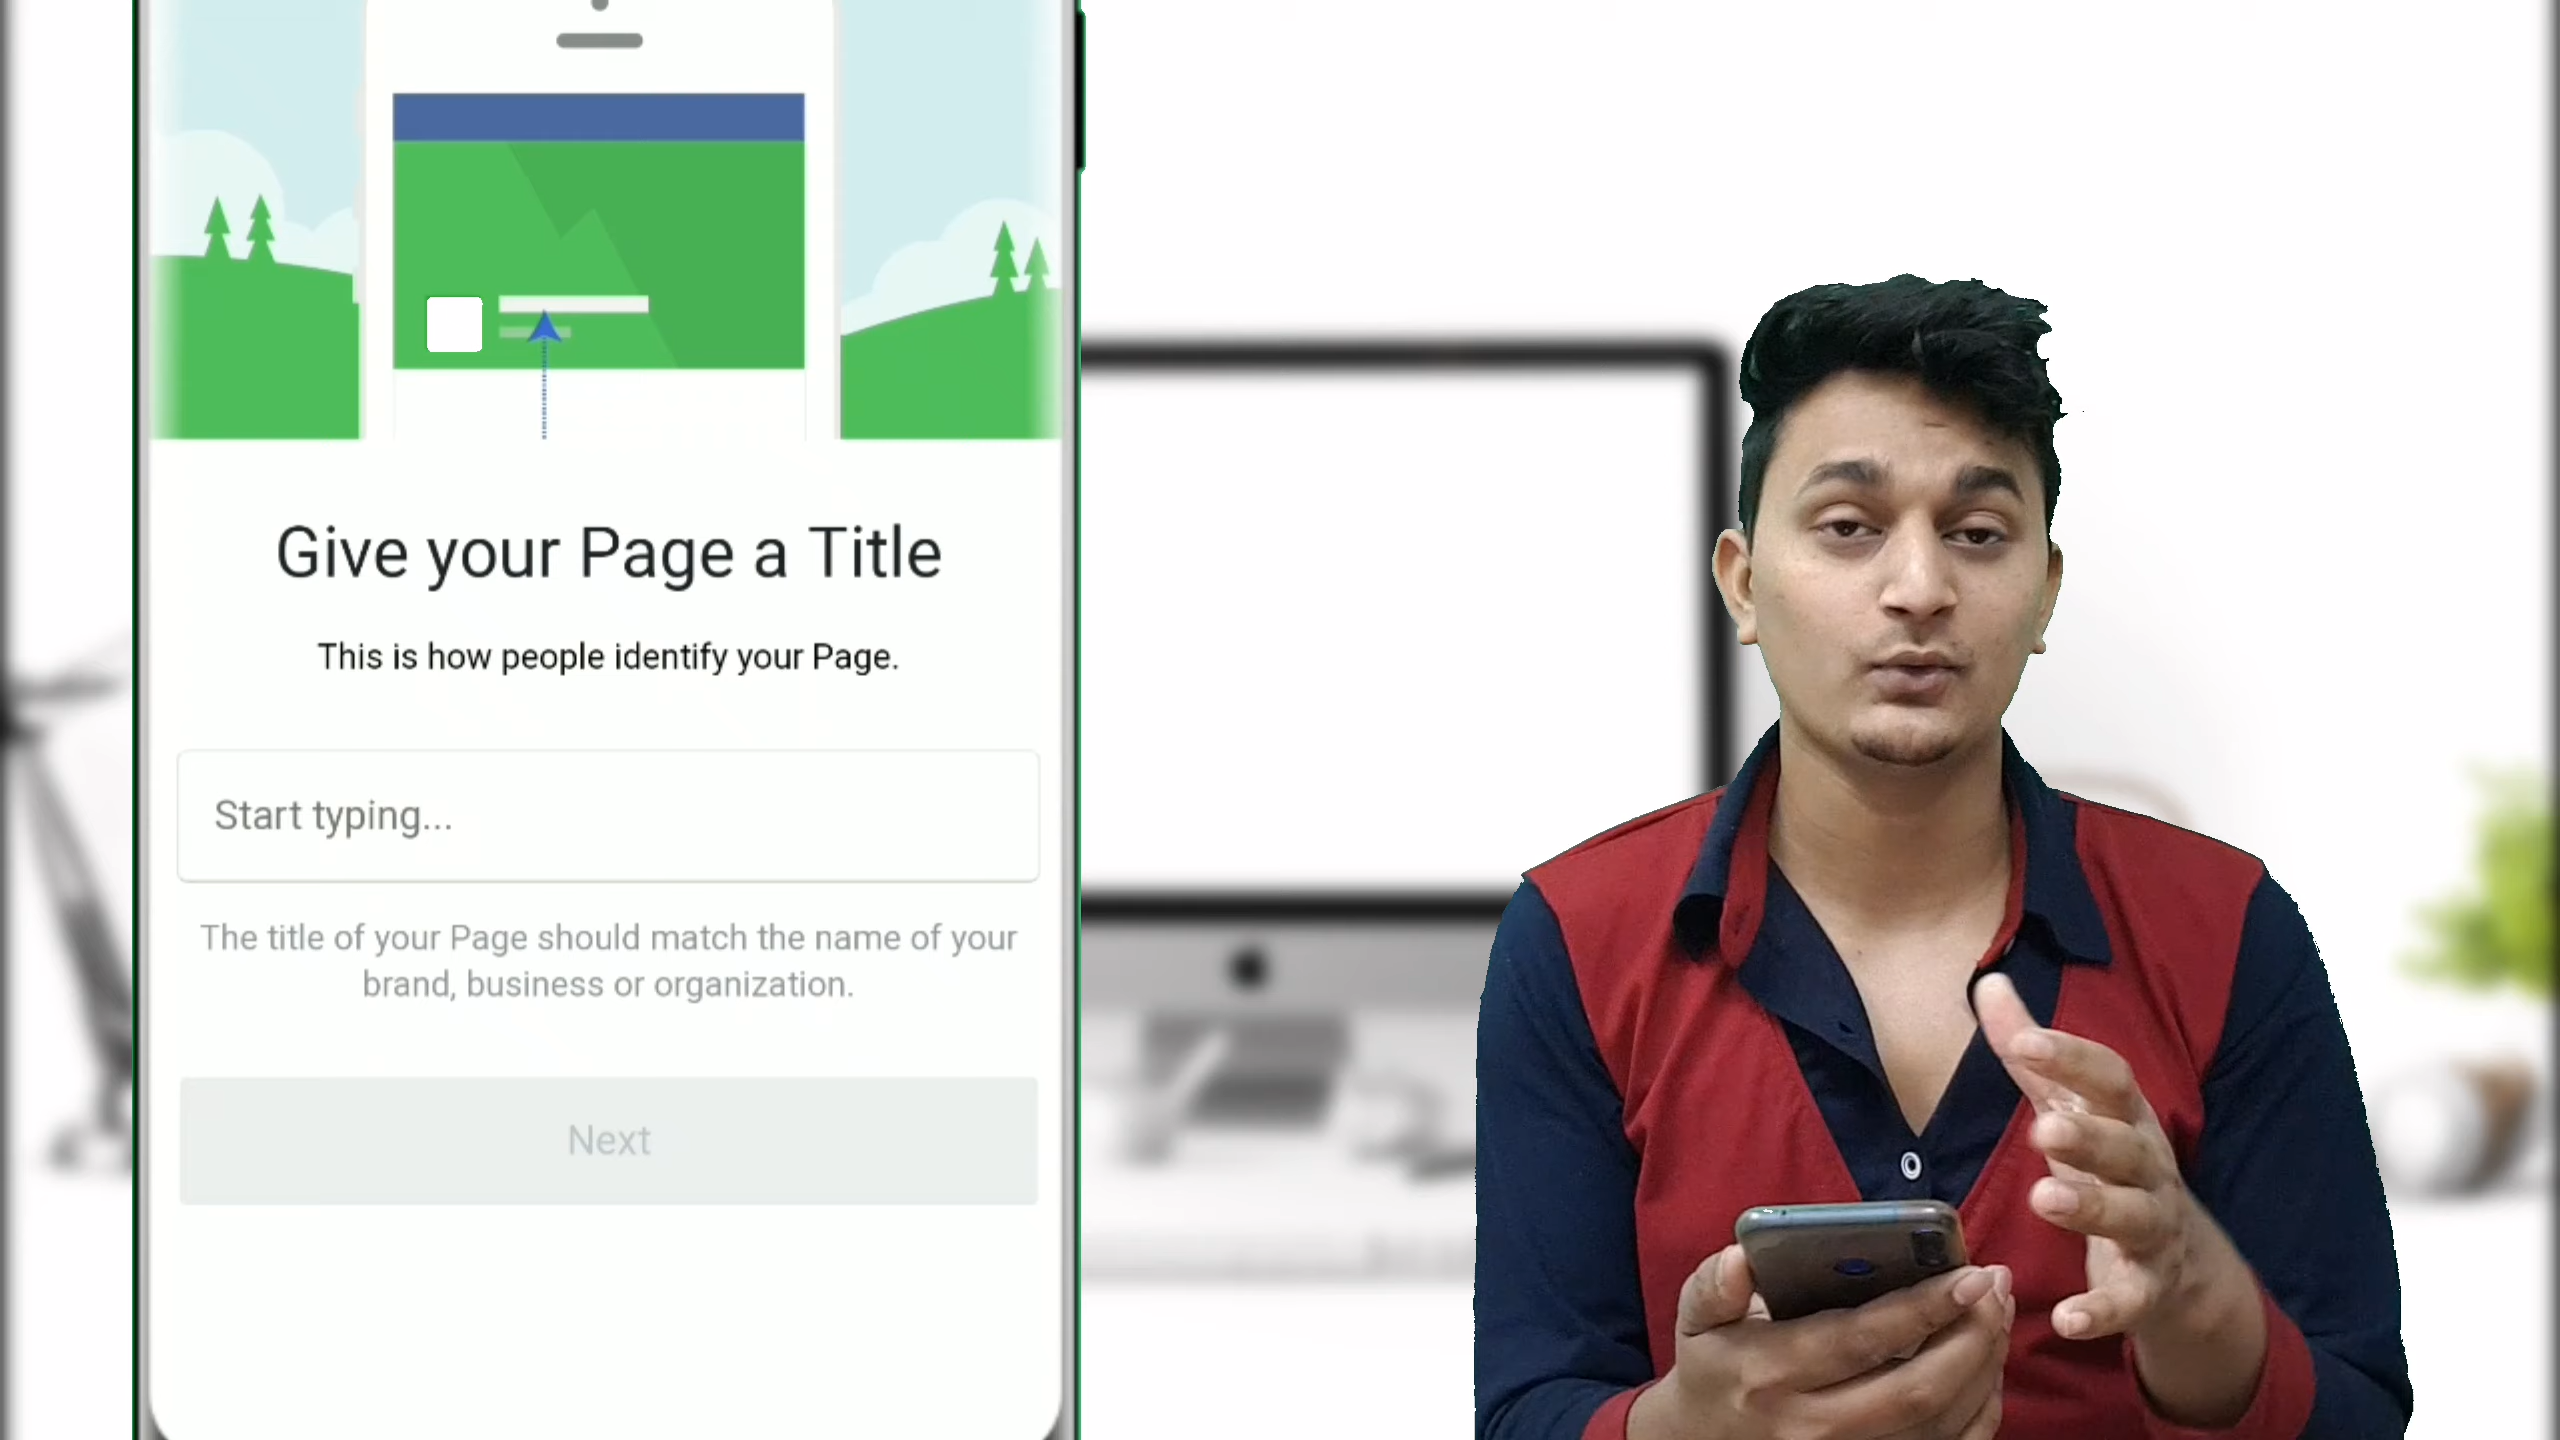 Give your Page a Title
This is how people identify your Page.
Start typing...
The title of your Page should match the name of your
brand, business or organization.
Next